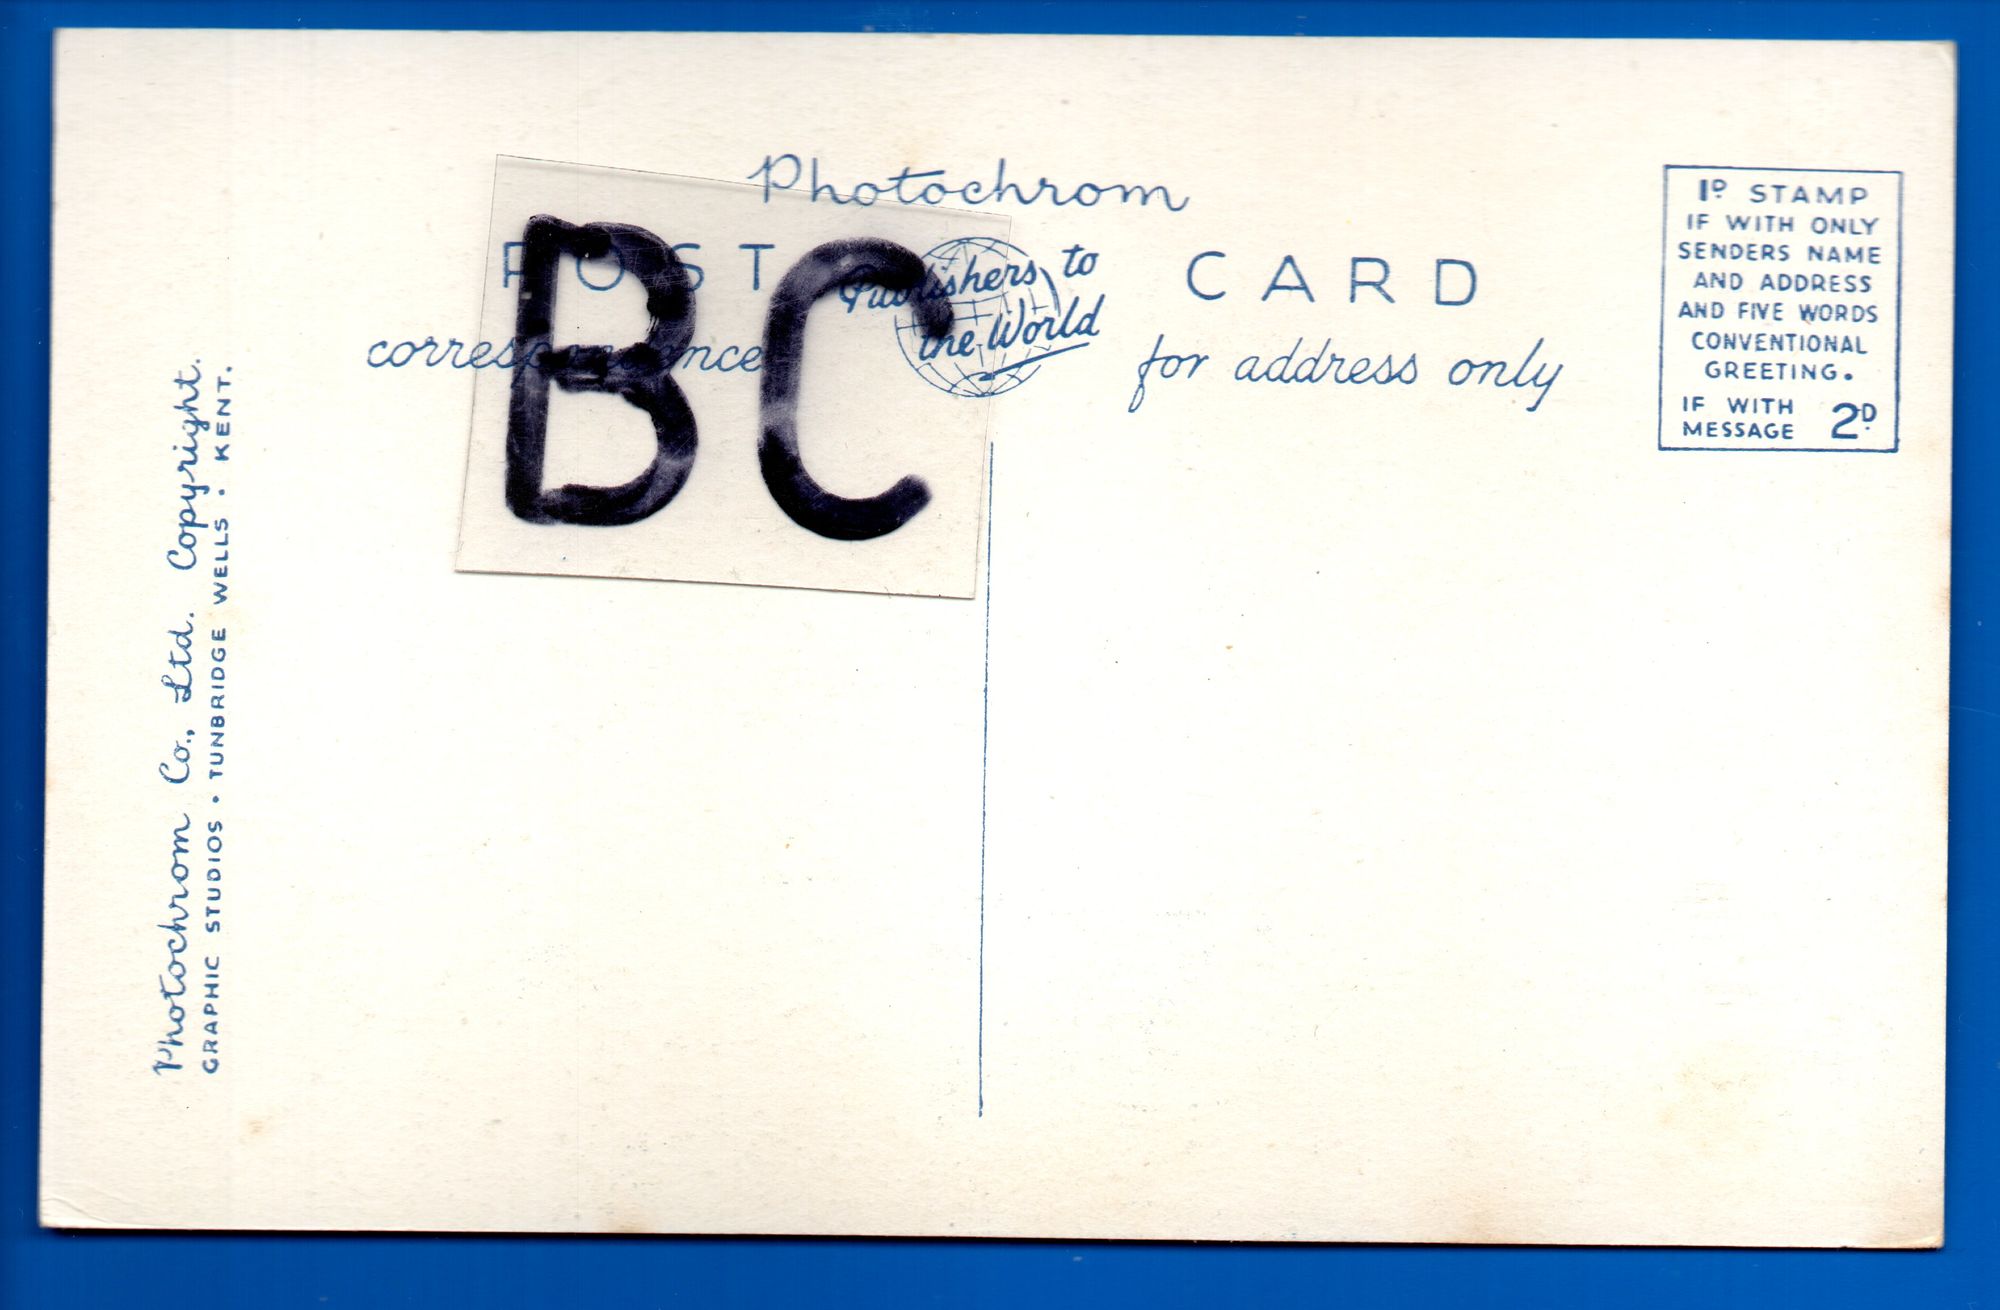 Photochrom
POST CARD
Publishers to
the World
correspondence
for address only
BC
1D STAMP
IF WITH ONLY
SENDERS NAME
AND ADDRESS
AND FIVE WORDS
CONVENTIONAL
GREETING.
IF WITH
MESSAGE 2D
Photochrom Co., Ltd. Copyright.
GRAPHIC STUDIOS • TUNBRIDGE WELLS • KENT.